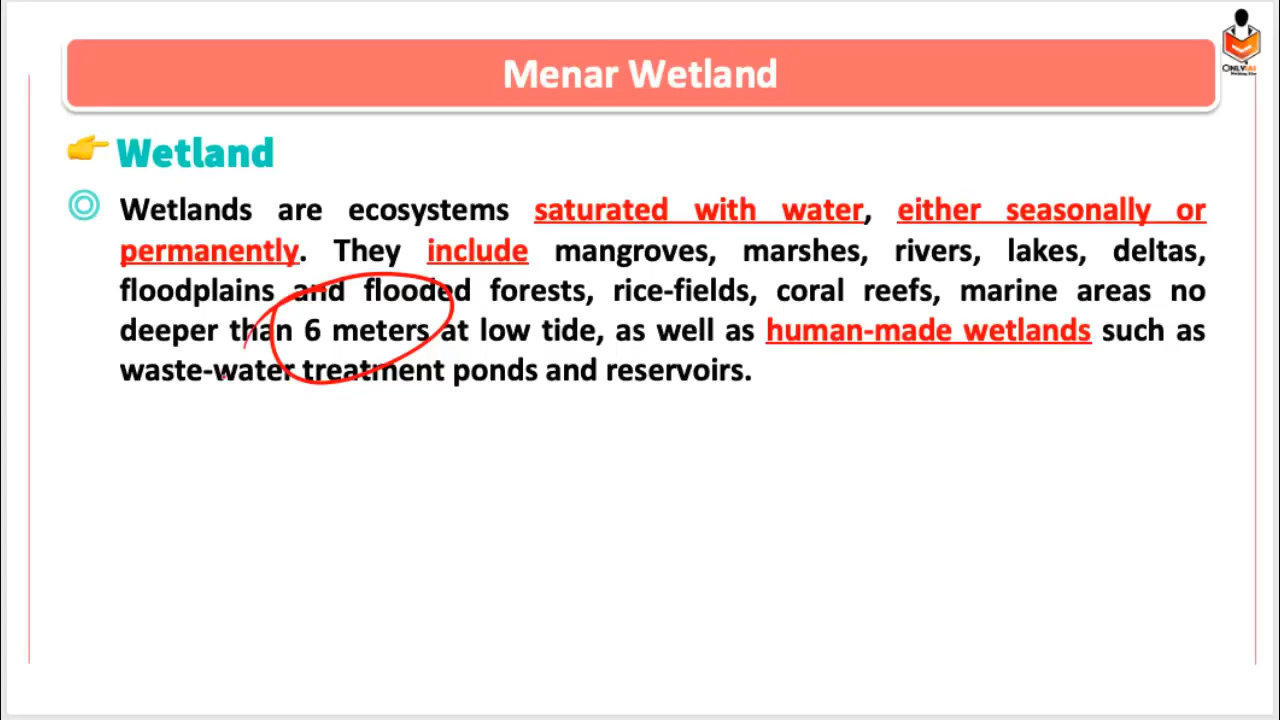 Menar Wetland
Wetland
Wetlands are ecosystems saturated with water, either seasonally or
permanently. They include mangroves, marshes, rivers, lakes, deltas,
floodplains and flooded forests, rice-fields, coral reefs, marine areas no
deeper than 6 meters at low tide, as well as human-made wetlands such as
waste-water treatment ponds and reservoirs.